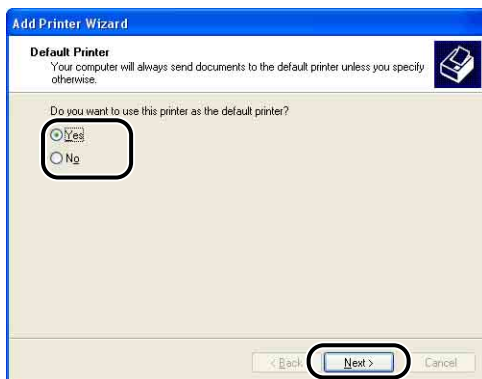 Add Printer Wizard
Default Printer
Your computer will always send documents to the default printer unless you specify
otherwise.
Do you want to use this printer as the default printer?
Yes
No
< Back
Next >
Cancel